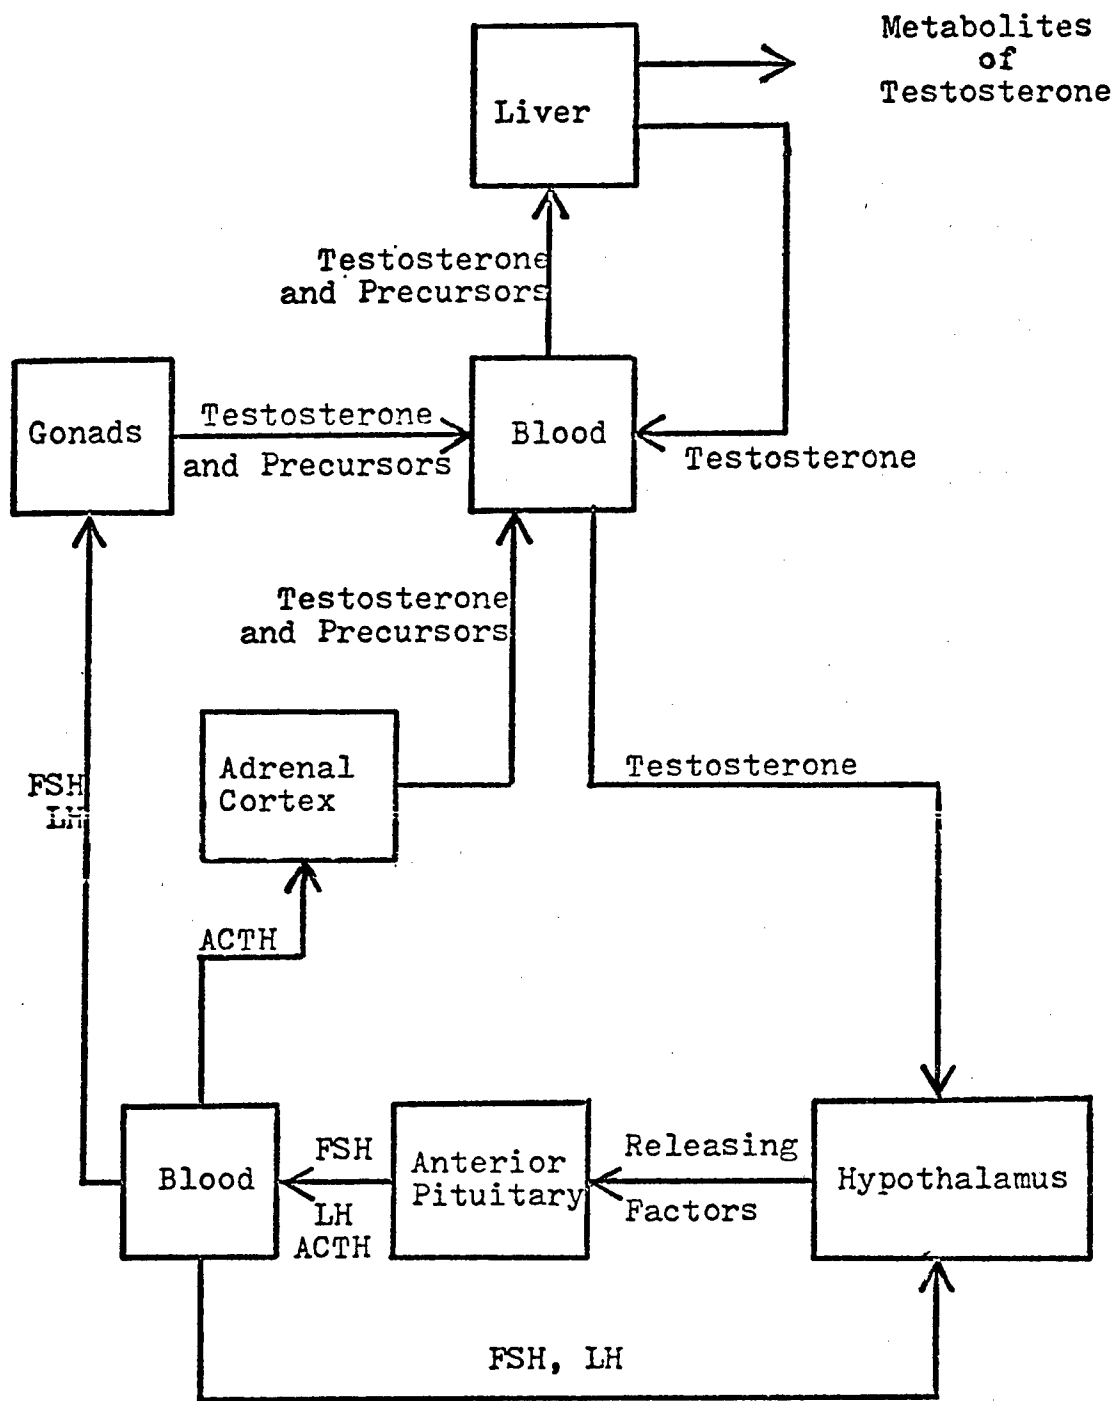 Metabolites
of
Testosterone
Liver
Testosterone
and Precursors
Gonads
Testosterone
and Precursors
Blood
Testosterone
Testosterone
and Precursors
Adrenal
Cortex
Testosterone
FSH
LH
ACTH
Blood
FSH
LH
ACTH
Anterior
Pituitary
Releasing
Factors
Hypothalamus
FSH, LH